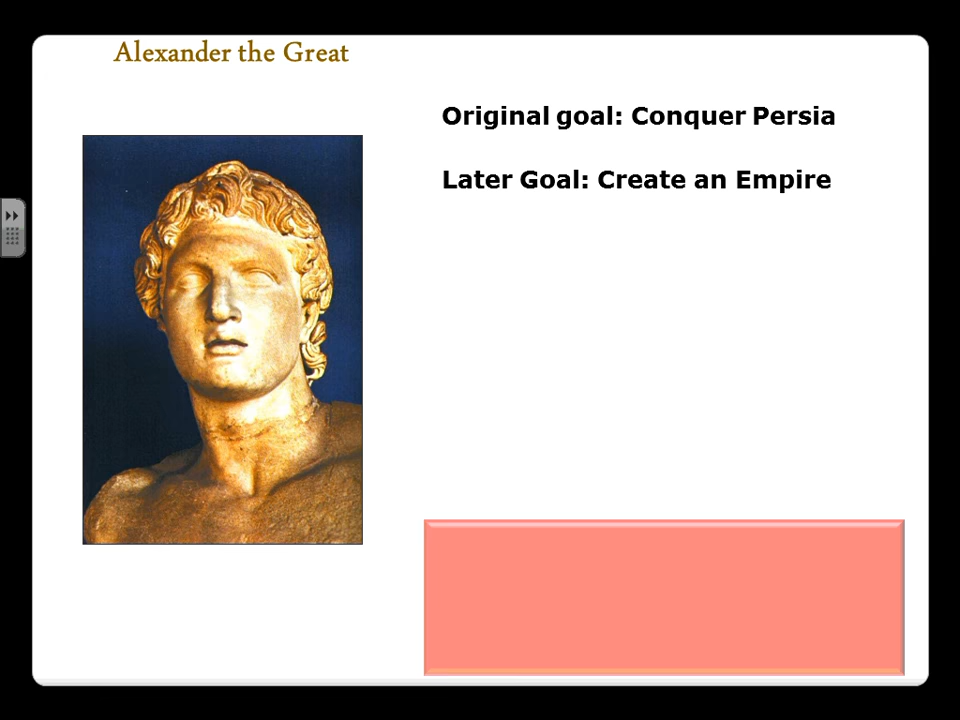 Alexander the Great
Original goal: Conquer Persia
Later Goal: Create an Empire